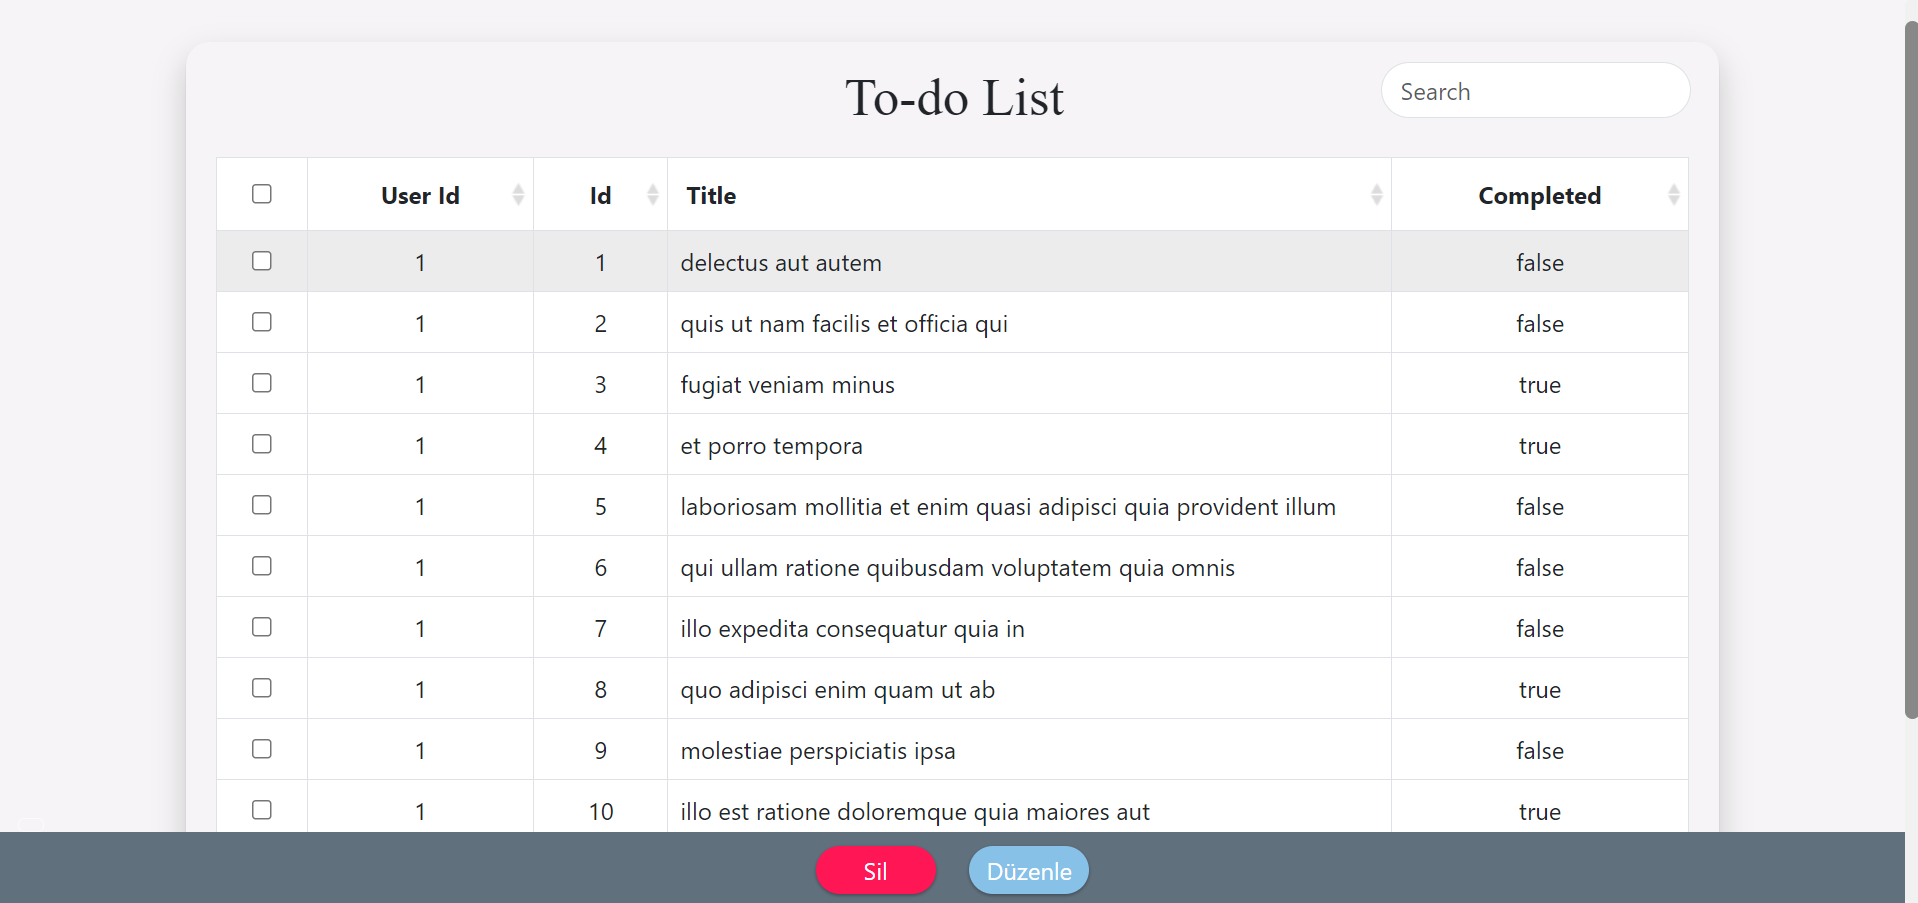 To-do List
Search
User Id Id Title Completed
1 1 delectus aut autem false
1 2 quis ut nam facilis et officia qui false
1 3 fugiat veniam minus true
1 4 et porro tempora true
1 5 laboriosam mollitia et enim quasi adipisci quia provident illum false
1 6 qui ullam ratione quibusdam voluptatem quia omnis false
1 7 illo expedita consequatur quia in false
1 8 quo adipisci enim quam ut ab true
1 9 molestiae perspiciatis ipsa false
1 10 illo est ratione doloremque quia maiores aut true
Sil Düzenle